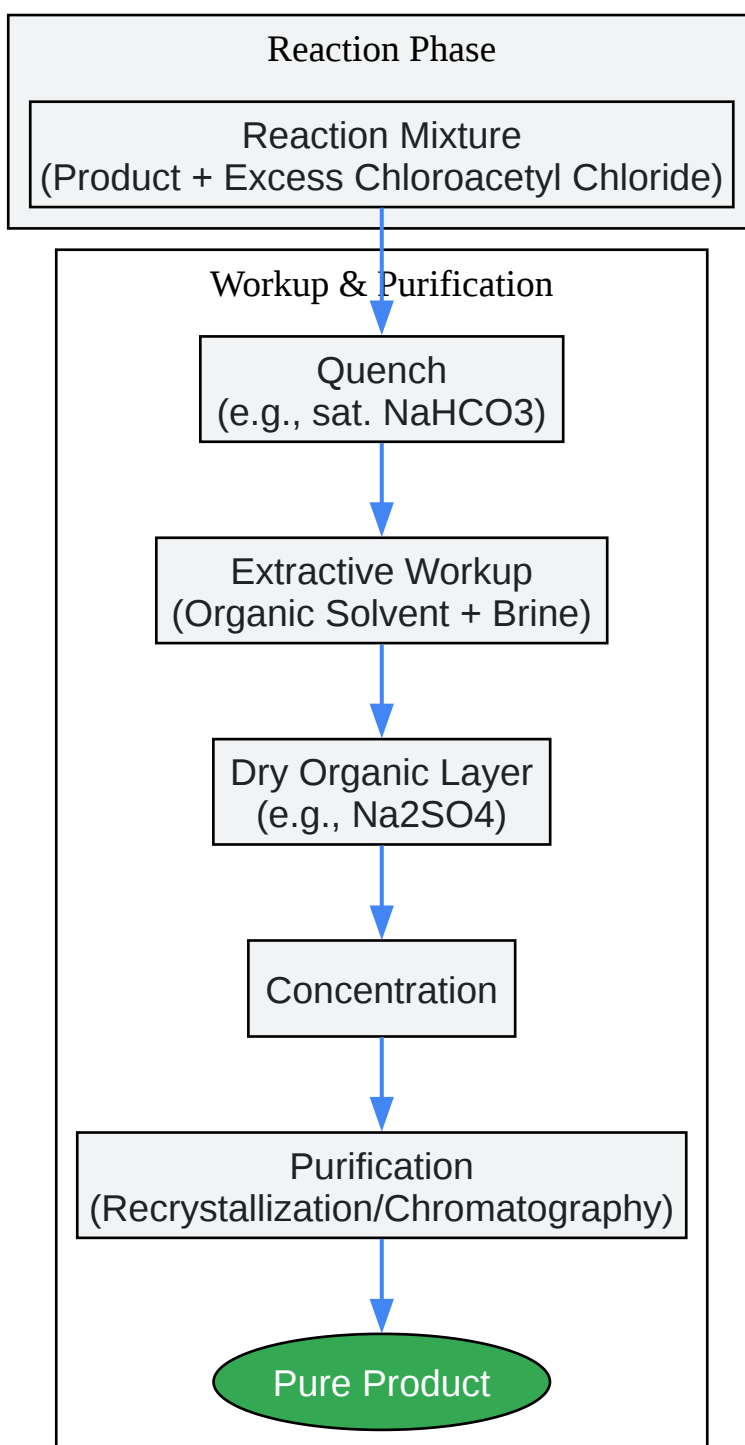 Reaction Phase
Reaction Mixture
(Product + Excess Chloroacetyl Chloride)
Workup & Purification
Quench
(e.g., sat. NaHCO3)
Extractive Workup
(Organic Solvent + Brine)
Dry Organic Layer
(e.g., Na2SO4)
Concentration
Purification
(Recrystallization/Chromatography)
Pure Product